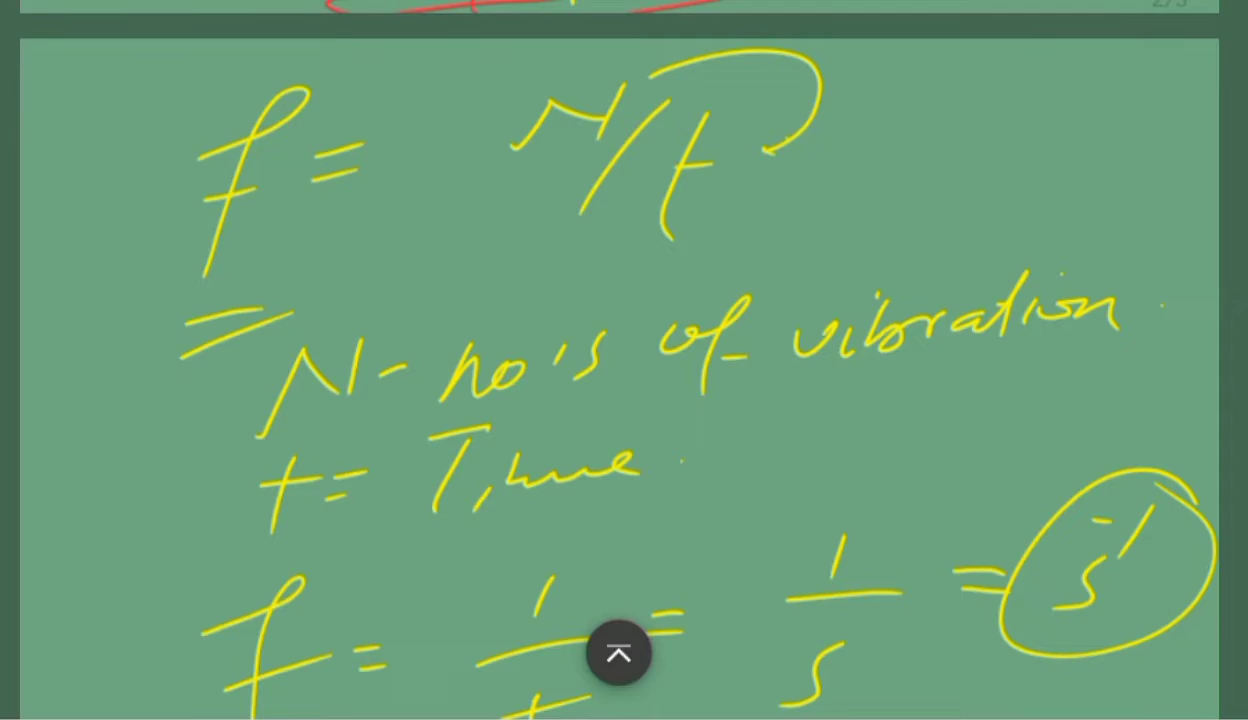 f = N/t
= N - no's of vibration
t = Time
f = 1/t = 1/s = s⁻¹